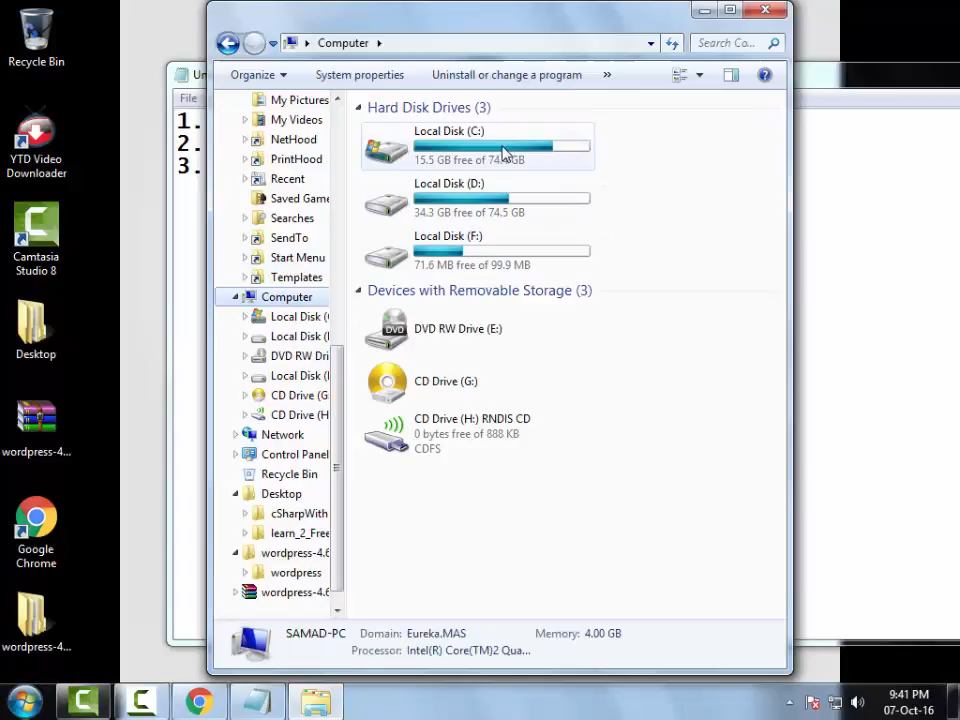 Recycle Bin
YTD Video
Downloader
Camtasia
Studio 8
Desktop
wordpress-4...
Google
Chrome
wordpress-4...
File
1.
2.
3.
Computer
Search Co...
Organize
System properties
Uninstall or change a program
»
My Pictures
My Videos
NetHood
PrintHood
Recent
Saved Game
Searches
SendTo
Start Menu
Templates
Computer
Local Disk (
Local Disk (
DVD RW Dri
Local Disk (
CD Drive (G
CD Drive (H
Network
Control Panel
Recycle Bin
Desktop
cSharpWith
learn_2_Free
wordpress-4.6
wordpress
wordpress-4.6
Hard Disk Drives (3)
Local Disk (C:)
15.5 GB free of 74. GB
Local Disk (D:)
34.3 GB free of 74.5 GB
Local Disk (F:)
71.6 MB free of 99.9 MB
Devices with Removable Storage (3)
DVD
DVD RW Drive (E:)
CD Drive (G:)
CD Drive (H:) RNDIS CD
0 bytes free of 888 KB
CDFS
SAMAD-PC Domain: Eureka.MAS Memory: 4.00 GB
Processor: Intel(R) Core(TM)2 Qua...
9:41 PM
07-Oct-16